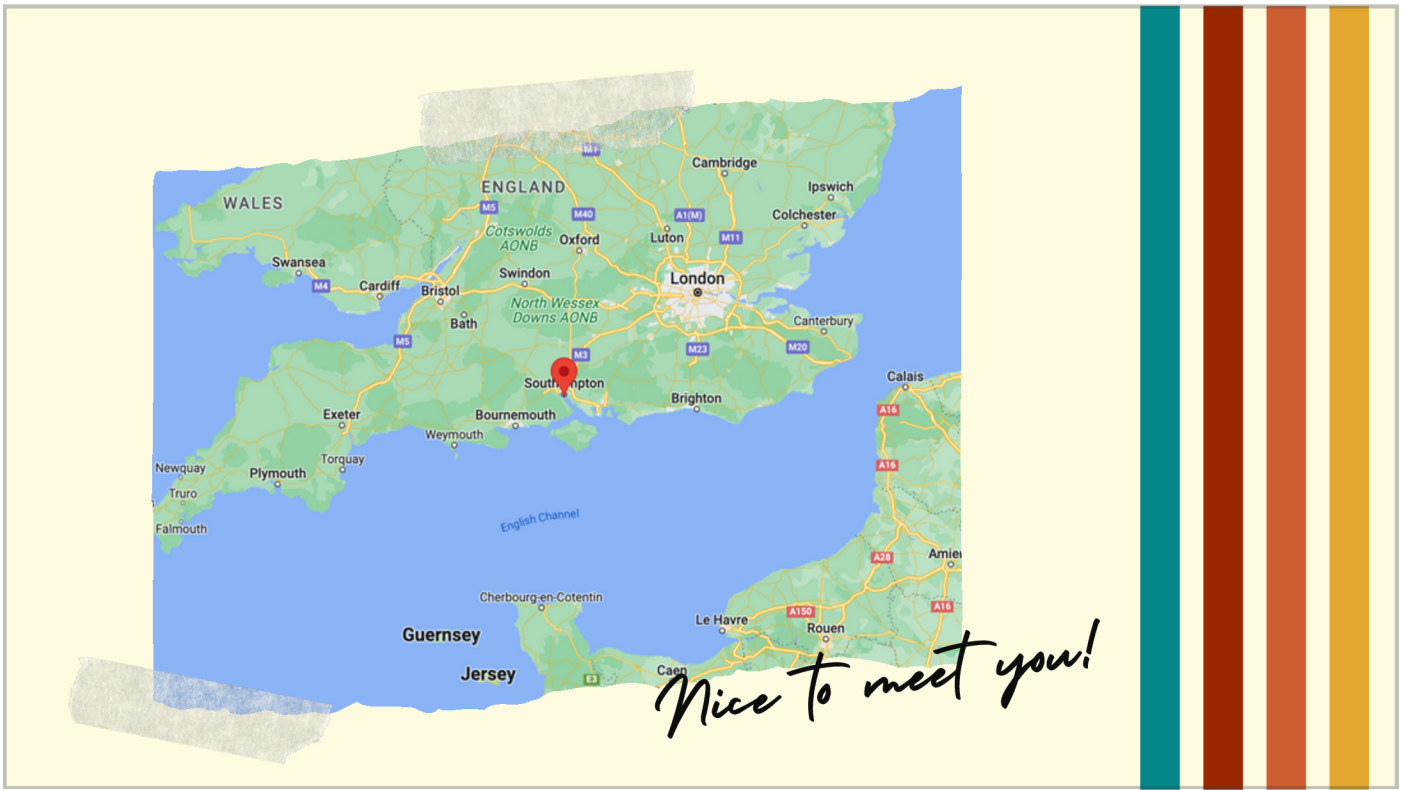 Cambridge
ENGLAND
Ipswich
WALES
M5
M40
A1(M)
Colchester
Cotswolds
AONB
Oxford
Luton
M11
Swansea
Swindon
London
M4
Cardiff
Bristol
North Wessex
Downs AONB
Bath
Canterbury
M5
M3
M23
M20
Calais
Brighton
A16
Exeter
Bournemouth
Weymouth
Torquay
Newquay
Plymouth
A16
Truro
English Channel
Falmouth
Amie
A28
Cherbourg-en-Cotentin
A150
A16
Le Havre
Rouen
Guernsey
Jersey
E3
Caen
Nice to meet you!